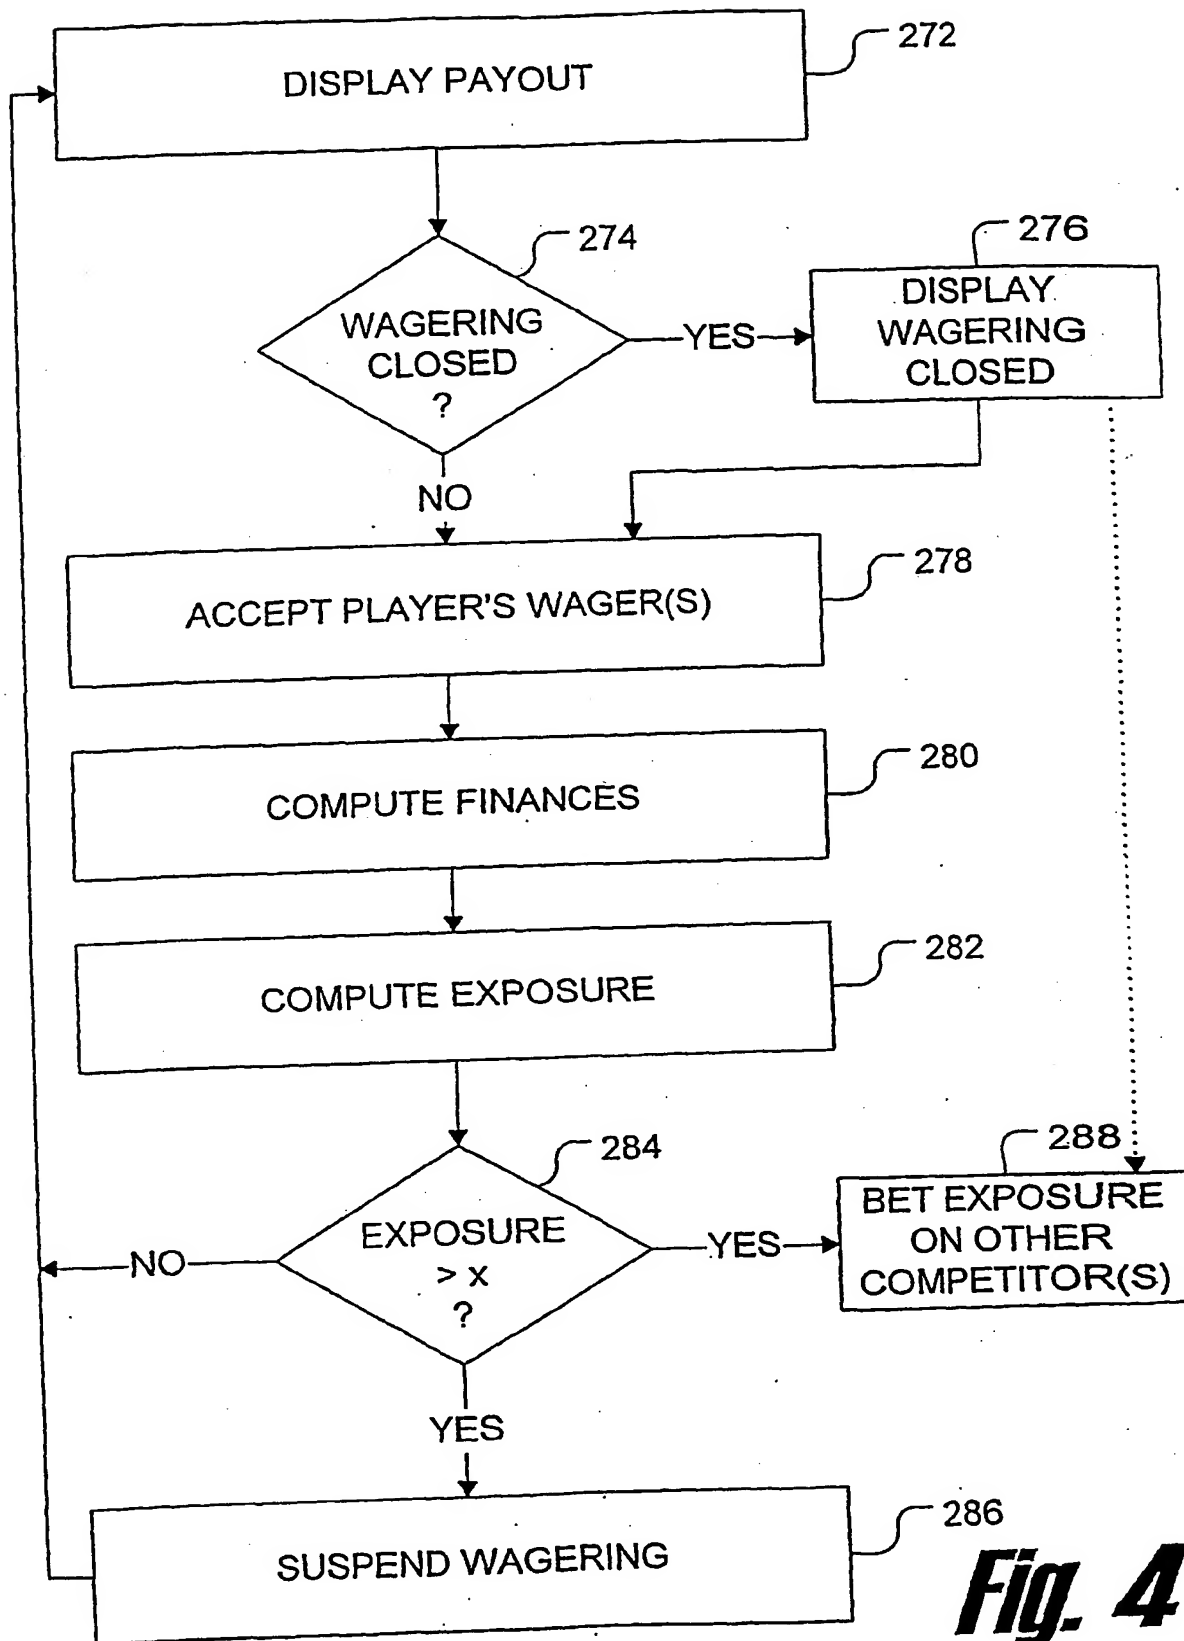 272
DISPLAY PAYOUT
274
276
WAGERING
CLOSED
?
YES
DISPLAY
WAGERING
CLOSED
NO
278
ACCEPT PLAYER'S WAGER(S)
280
COMPUTE FINANCES
282
COMPUTE EXPOSURE
284
288
EXPOSURE
> x
?
NO
YES
BET EXPOSURE
ON OTHER
COMPETITOR(S)
YES
286
SUSPEND WAGERING
Fig. 4